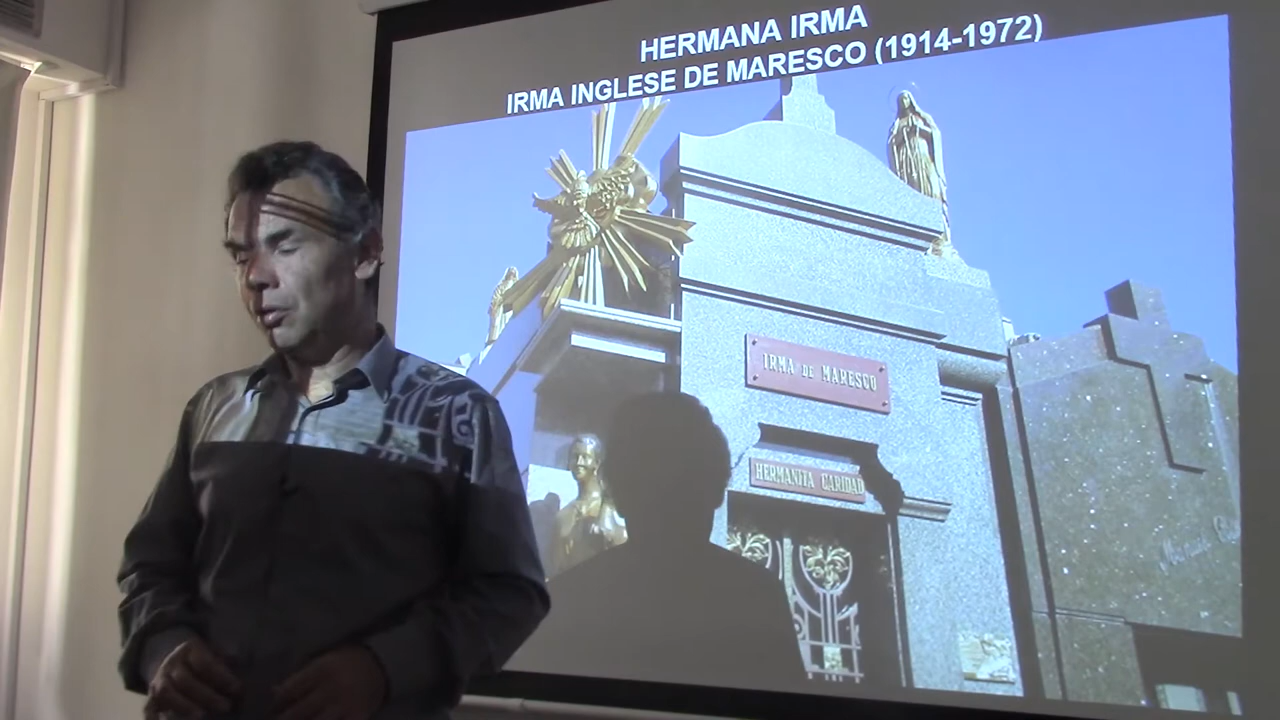 HERMANA IRMA
IRMA INGLESE DE MARESCO (1914-1972)
IRMA DE MARESCO
HERMANITA CARIDAD